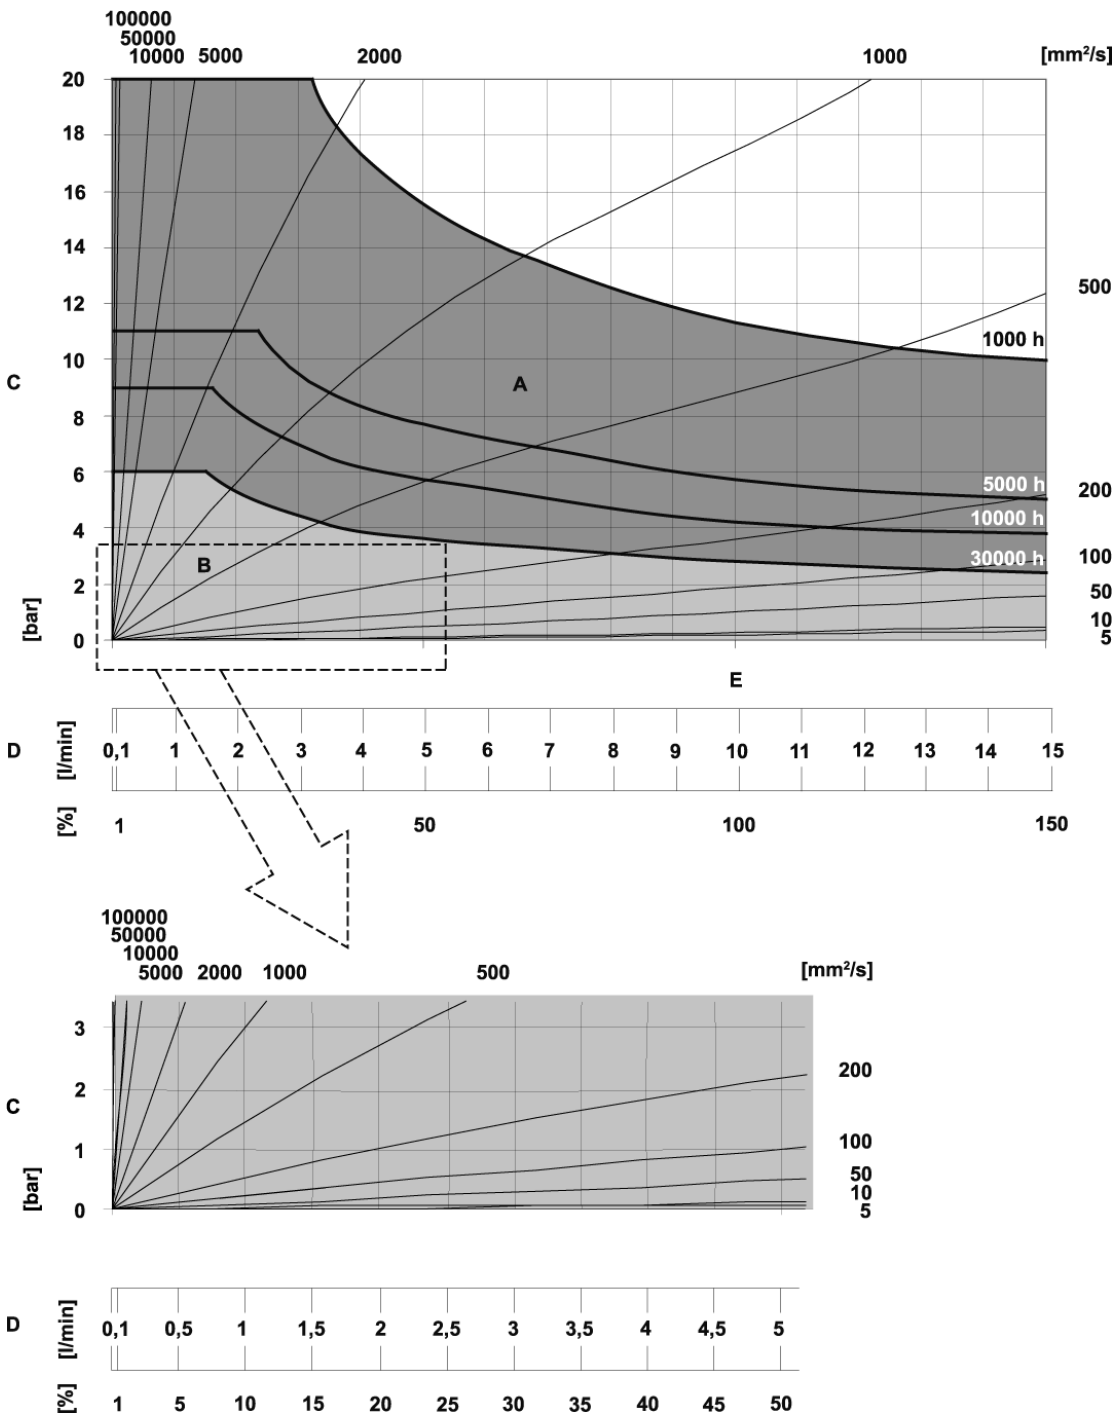 100000
50000
10000 5000 2000 1000 [mm²/s]
20
18
16
14
12
10
8
6
4
2
0
C
[bar]
A
B
1000 h
5000 h
10000 h
30000 h
500
200
100
50
10
5
E
D [l/min] 0,1 1 2 3 4 5 6 7 8 9 10 11 12 13 14 15
[%] 1 50 100 150
100000
50000
10000
5000 2000 1000 500 [mm²/s]
3
2
1
0
C
[bar]
200
100
50
10
5
D [l/min] 0,1 0,5 1 1,5 2 2,5 3 3,5 4 4,5 5
[%] 1 5 10 15 20 25 30 35 40 45 50